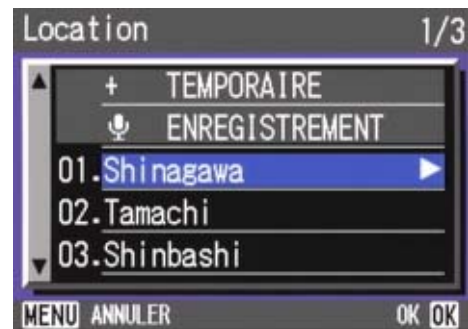 Location 1/3
+ TEMPORAIRE
ENREGISTREMENT
01.Shinagawa
02.Tamachi
03.Shinbashi
MENU ANNULER OK OK